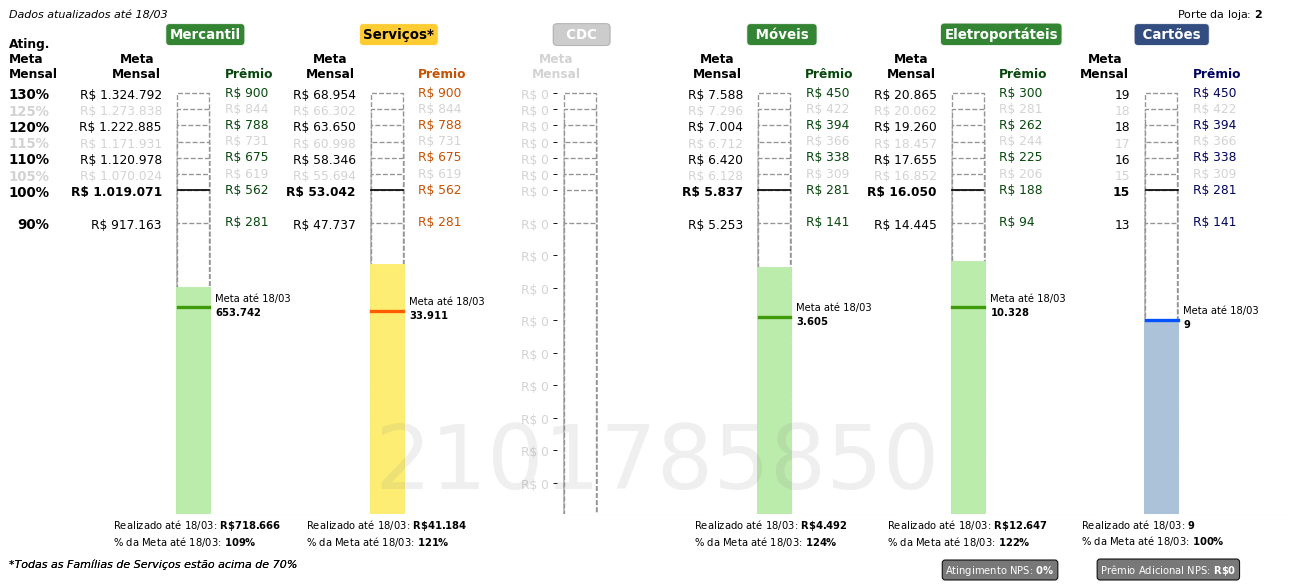 Dados atualizados até 18/03 Porte da loja: 2
Mercantil Serviços* CDC Móveis Eletroportáteis Cartões
Ating. Meta Mensal Meta Mensal Prêmio Meta Mensal Prêmio Meta Mensal Meta Mensal Prêmio Meta Mensal Prêmio Meta Mensal Prêmio
130% R$ 1.324.792 R$ 900 R$ 68.954 R$ 900 R$ 0 R$ 7.588 R$ 450 R$ 20.865 R$ 300 19 R$ 450
125% R$ 1.273.838 R$ 844 R$ 66.302 R$ 844 R$ 0 R$ 7.296 R$ 422 R$ 20.062 R$ 281 18 R$ 422
120% R$ 1.222.885 R$ 788 R$ 63.650 R$ 788 R$ 0 R$ 7.004 R$ 394 R$ 19.260 R$ 262 18 R$ 394
115% R$ 1.171.931 R$ 731 R$ 60.998 R$ 731 R$ 0 R$ 6.712 R$ 366 R$ 18.457 R$ 244 17 R$ 366
110% R$ 1.120.978 R$ 675 R$ 58.346 R$ 675 R$ 0 R$ 6.420 R$ 338 R$ 17.655 R$ 225 16 R$ 338
105% R$ 1.070.024 R$ 619 R$ 55.694 R$ 619 R$ 0 R$ 6.128 R$ 309 R$ 16.852 R$ 206 15 R$ 309
100% R$ 1.019.071 R$ 562 R$ 53.042 R$ 562 R$ 0 R$ 5.837 R$ 281 R$ 16.050 R$ 188 15 R$ 281
90% R$ 917.163 R$ 281 R$ 47.737 R$ 281 R$ 0 R$ 5.253 R$ 141 R$ 14.445 R$ 94 13 R$ 141
R$ 0
R$ 0
R$ 0
R$ 0
R$ 0
R$ 0
R$ 0
R$ 0
Meta até 18/03 Meta até 18/03 Meta até 18/03 Meta até 18/03 Meta até 18/03
653.742 33.911 3.605 10.328 9
2101785850
Realizado até 18/03: R$718.666 Realizado até 18/03: R$41.184 Realizado até 18/03: R$4.492 Realizado até 18/03: R$12.647 Realizado até 18/03: 9
% da Meta até 18/03: 109% % da Meta até 18/03: 121% % da Meta até 18/03: 124% % da Meta até 18/03: 122% % da Meta até 18/03: 100%
*Todas as Famílias de Serviços estão acima de 70% Atingimento NPS: 0% Prêmio Adicional NPS: R$0